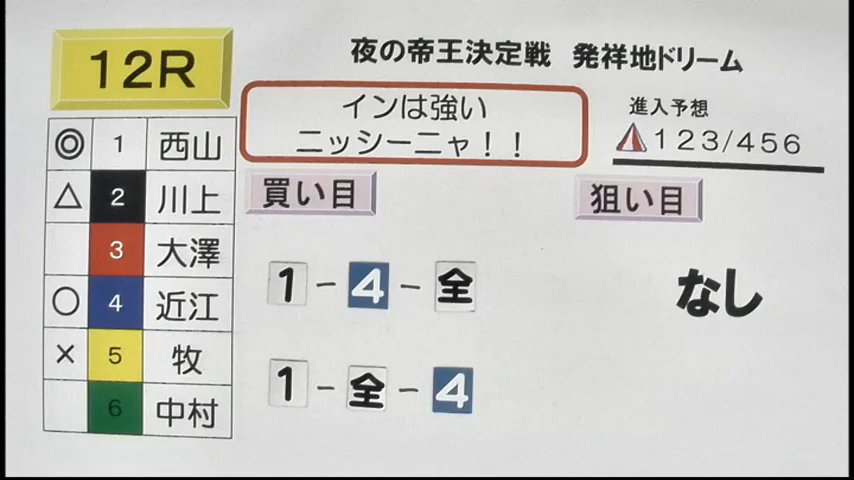 12R
夜の帝王決定戦 発祥地ドリーム
インは強い
ニッシーニャ！！
進入予想
123/456
◎ 1 西山
△ 2 川上
3 大澤
○ 4 近江
× 5 牧
6 中村
買い目
1-4-全
1-全-4
狙い目
なし